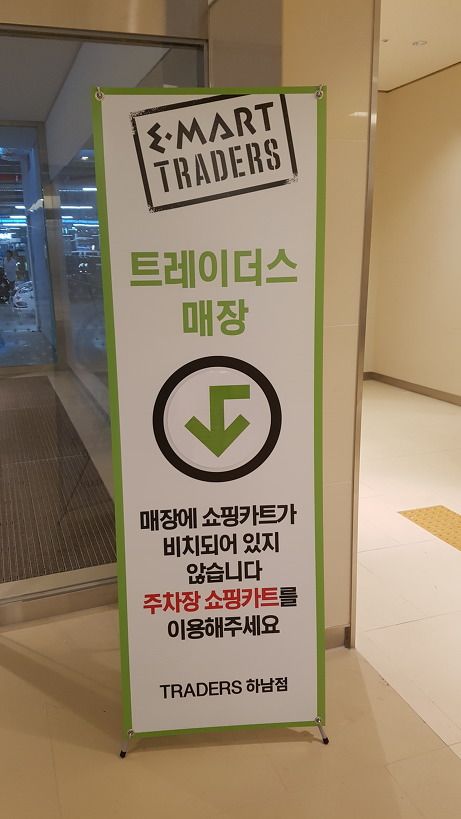 E·MART
TRADERS
트레이더스
매장
매장에 쇼핑카트가
비치되어 있지
않습니다
주차장 쇼핑카트를
이용해주세요
TRADERS 하남점